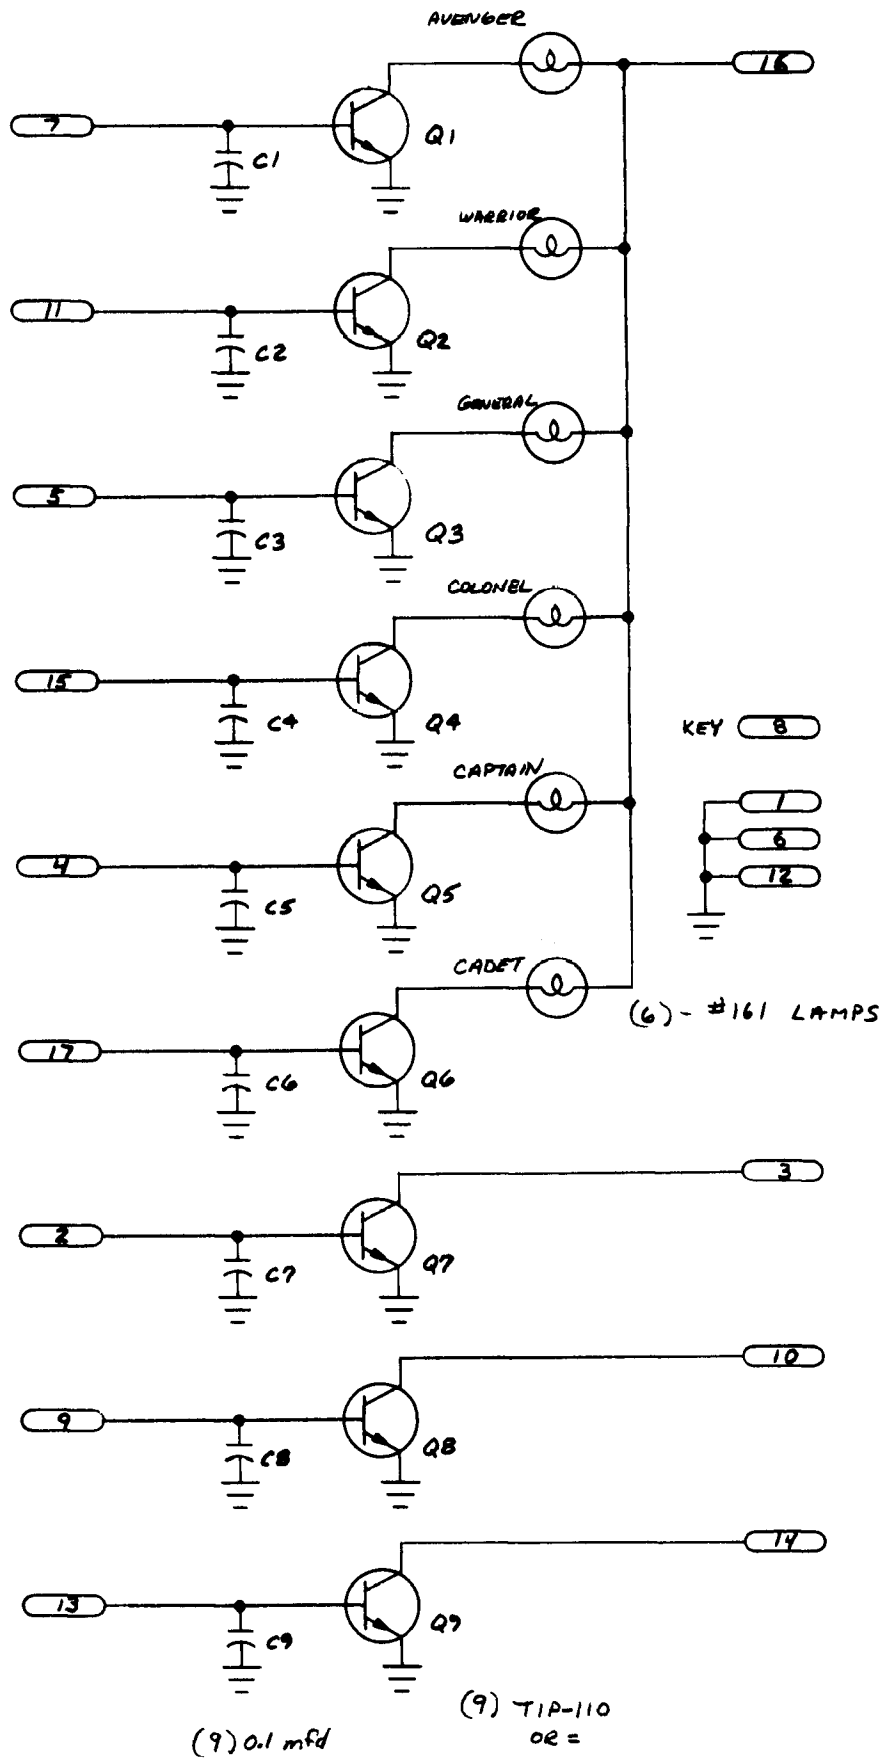 AVENGER
16
7
C1
Q1
WARRIOR
11
C2
Q2
GENERAL
5
C3
Q3
COLONEL
15
C4
Q4
KEY 8
CAPTAIN
1
6
4
C5
Q5
12
CADET
(6) - #161 LAMPS
17
C6
Q6
3
2
C7
Q7
10
9
C8
Q8
14
13
C9
Q9
(9) 0.1 mfd
(9) TIP-110
OR =